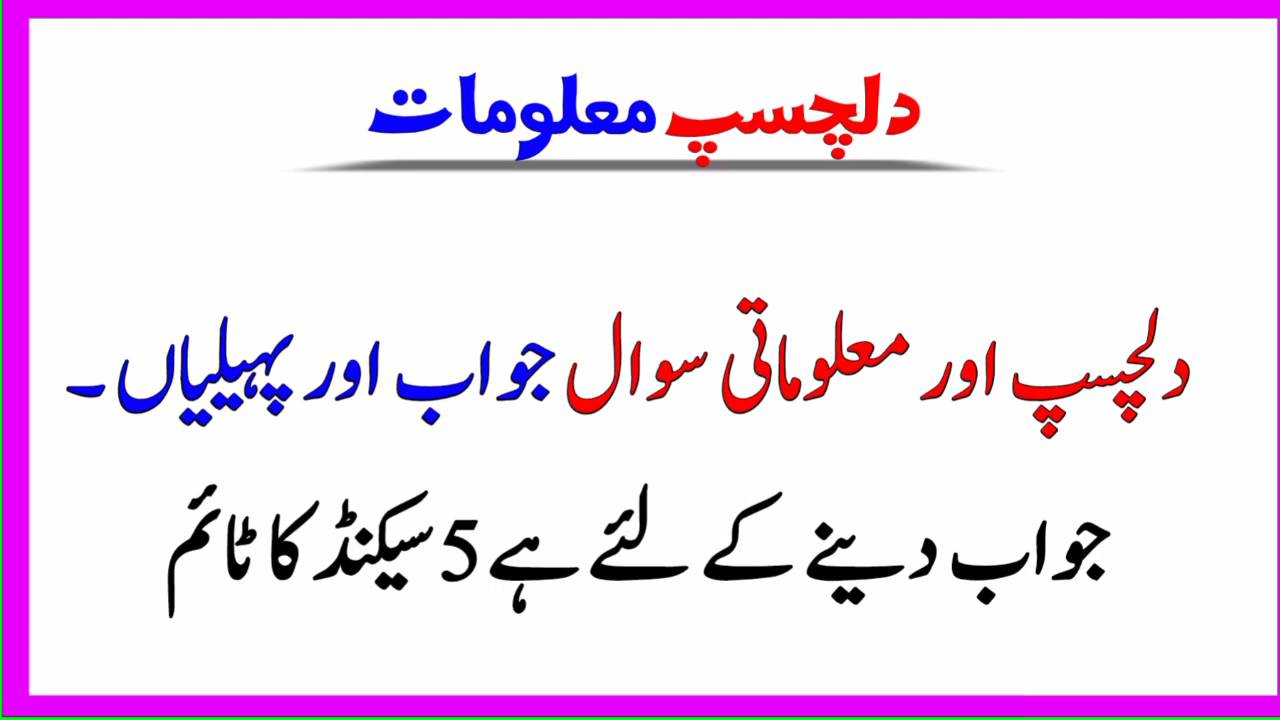 دلچسپ معلومات
دلچسپ اور معلوماتی سوال جواب اور پہیلیاں۔
جواب دینے کے لئے ہے 5 سیکنڈ کا ٹائم